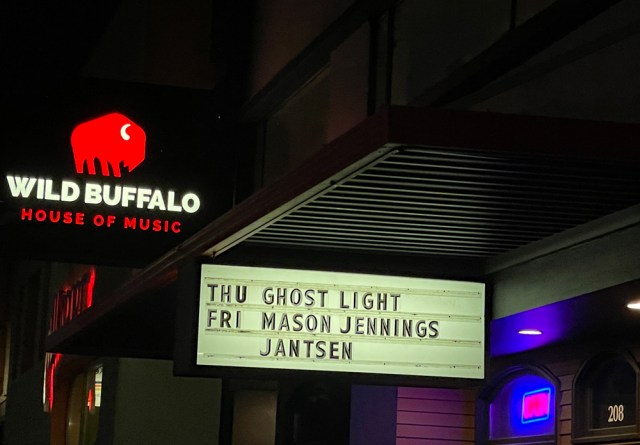 WILD BUFFALO
HOUSE OF MUSIC
THU GHOST LIGHT
FRI MASON JENNINGS
JANTSEN
208